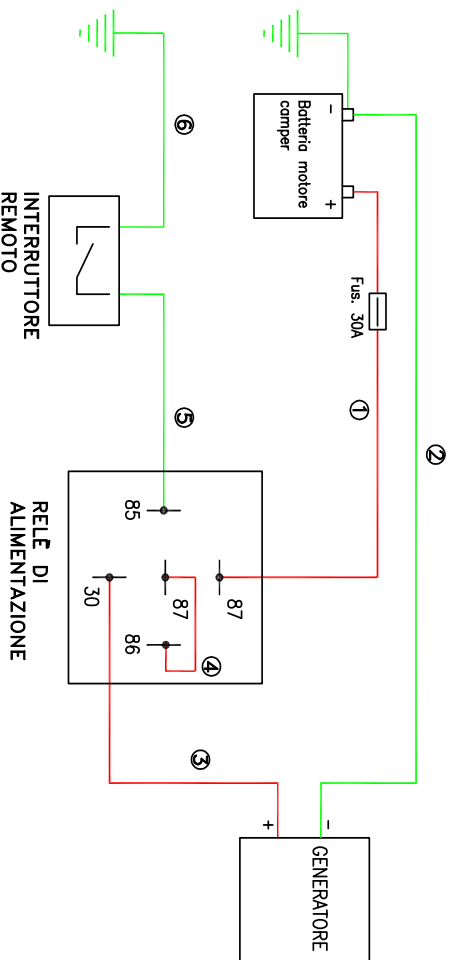 Batteria motore
camper
-
+
Fus. 30A
①
②
⑥
INTERRUTTORE
REMOTO
⑤
85
87
87
86
30
④
RELÈ DI
ALIMENTAZIONE
③
+
-
GENERATORE